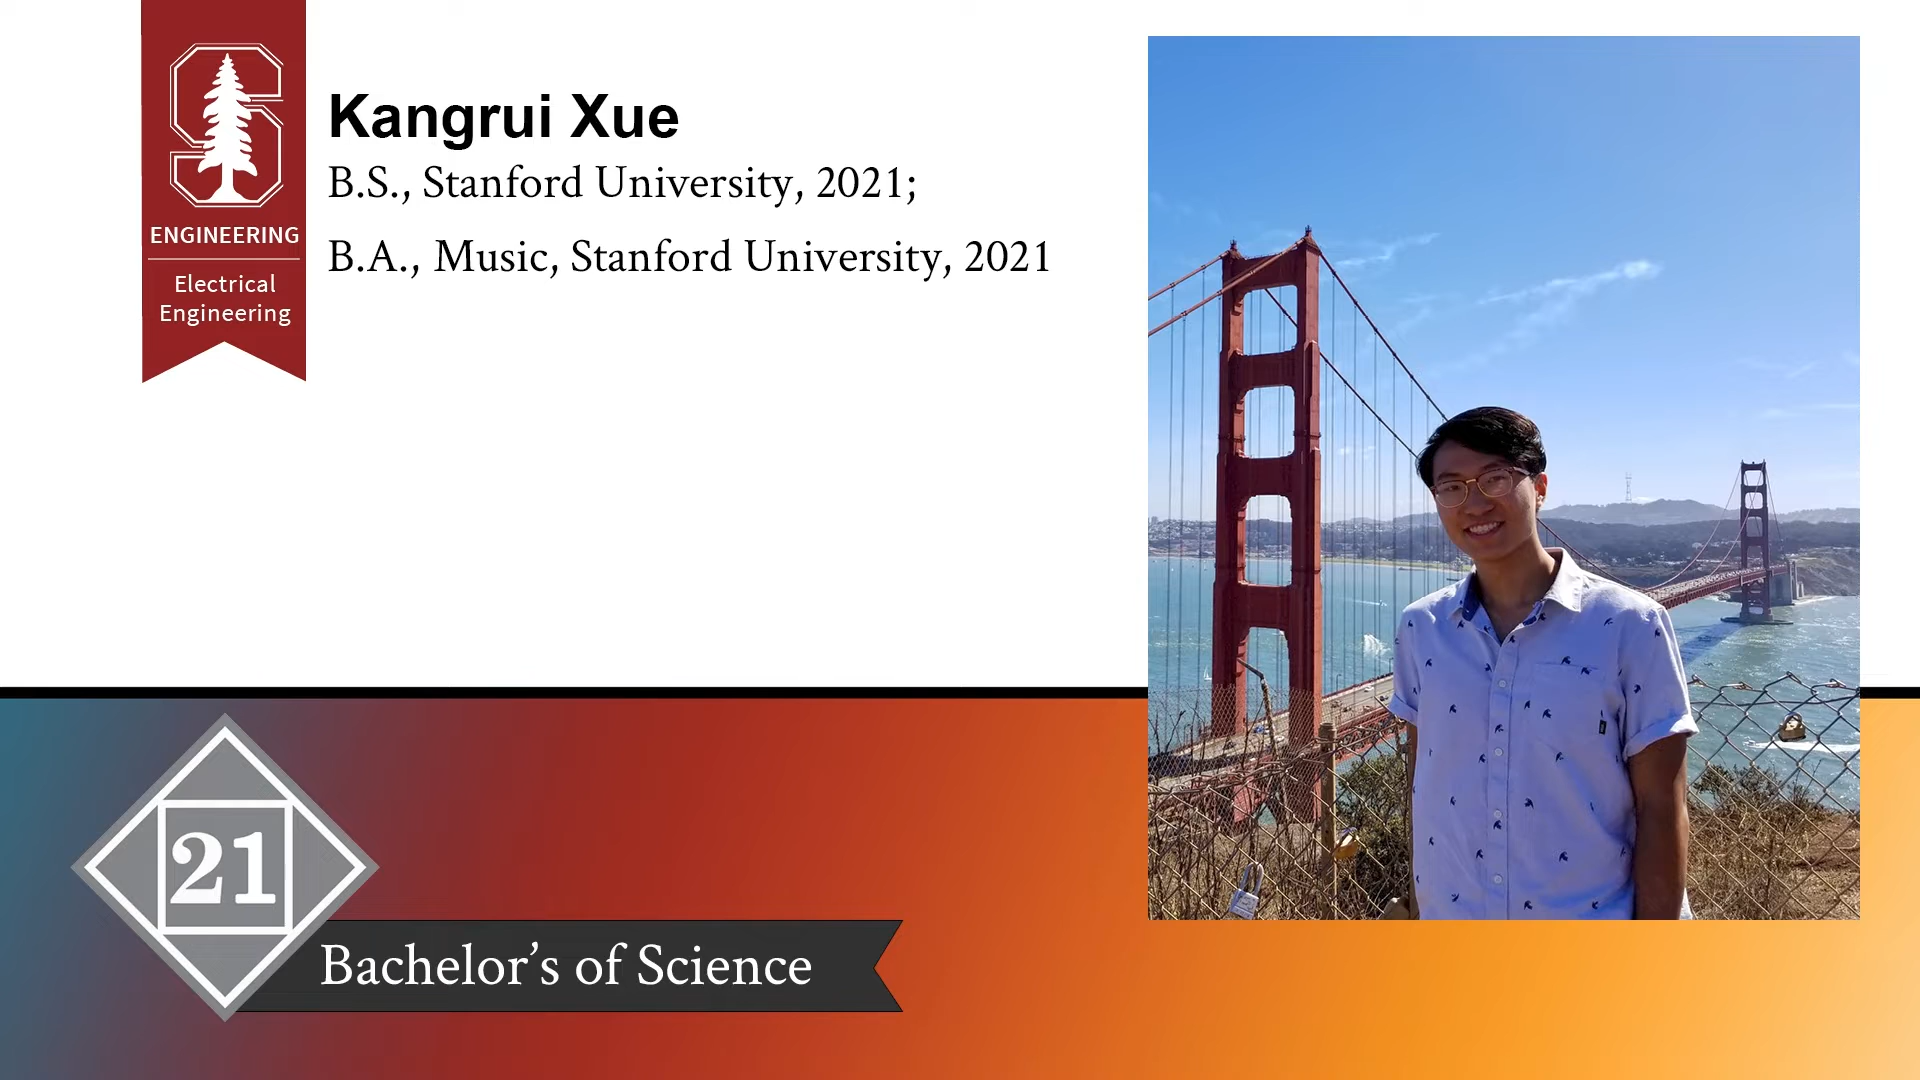 ENGINEERING
Electrical
Engineering
Kangrui Xue
B.S., Stanford University, 2021;
B.A., Music, Stanford University, 2021
21
Bachelor’s of Science